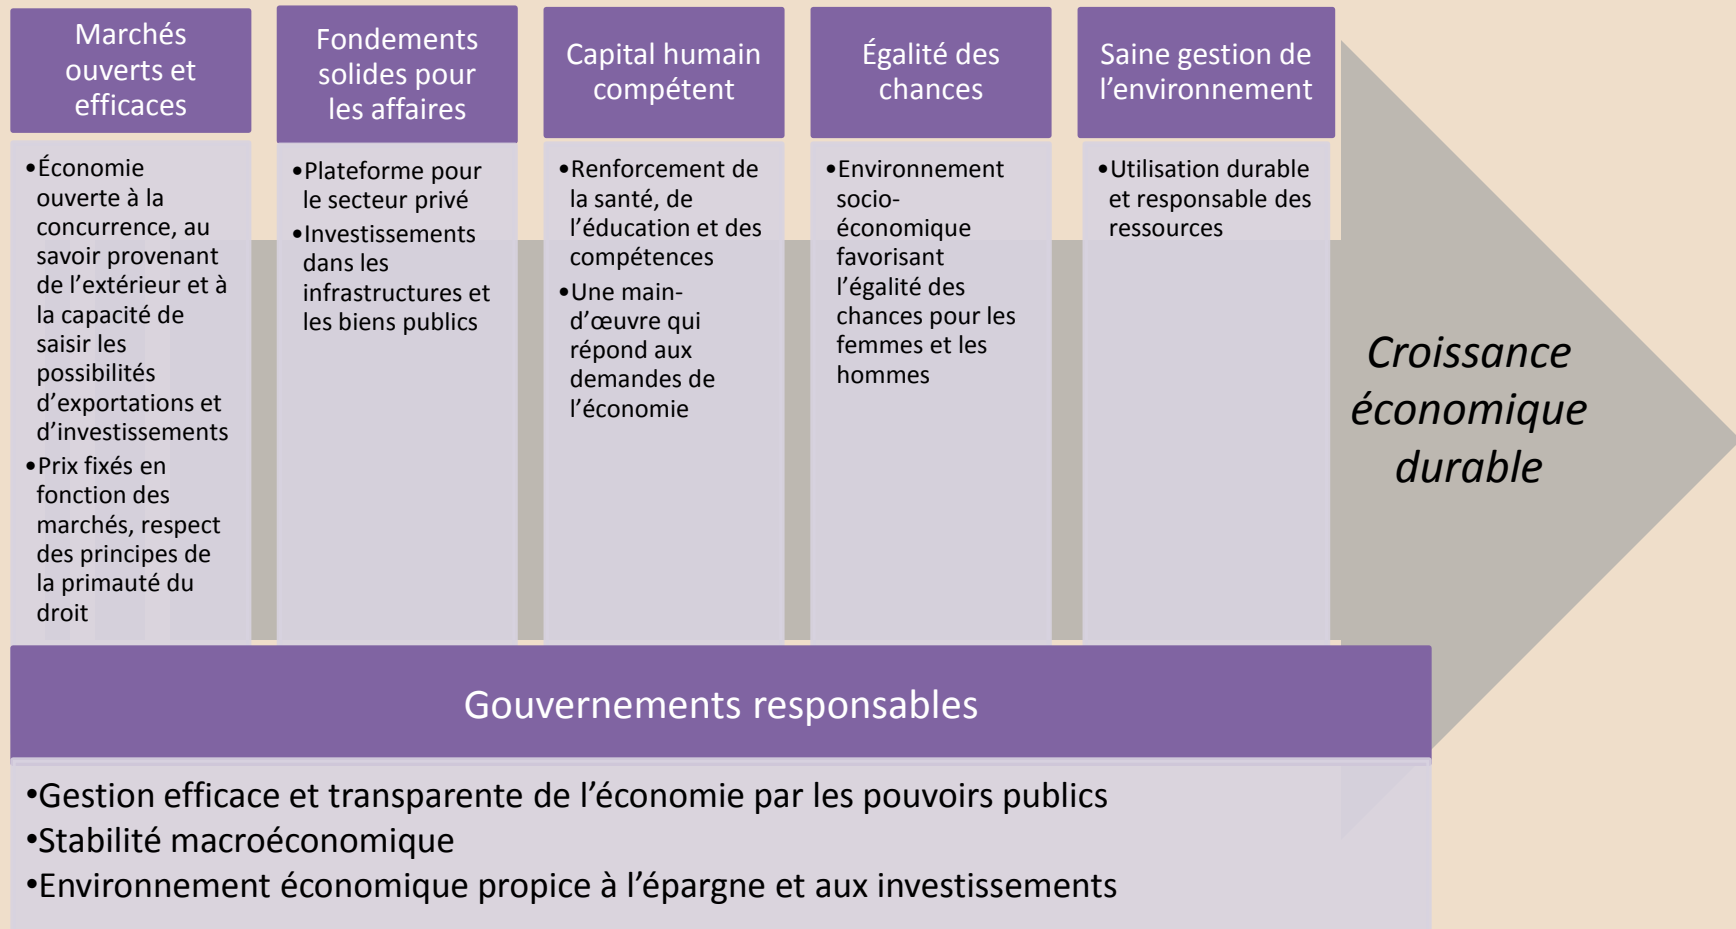 Marchés
ouverts et
efficaces
•Économie
ouverte à la
concurrence, au
savoir provenant
de l’extérieur et à
la capacité de
saisir les
possibilités
d’exportations et
d’investissements
•Prix fixés en
fonction des
marchés, respect
des principes de
la primauté du
droit
Fondements
solides pour
les affaires
•Plateforme pour
le secteur privé
•Investissements
dans les
infrastructures et
les biens publics
Capital humain
compétent
•Renforcement de
la santé, de
l’éducation et des
compétences
•Une main-
d’œuvre qui
répond aux
demandes de
l’économie
Égalité des
chances
•Environnement
socio-
économique
favorisant
l’égalité des
chances pour les
femmes et les
hommes
Saine gestion de
l’environnement
•Utilisation durable
et responsable des
ressources
Croissance
économique
durable
Gouvernements responsables
•Gestion efficace et transparente de l’économie par les pouvoirs publics
•Stabilité macroéconomique
•Environnement économique propice à l’épargne et aux investissements